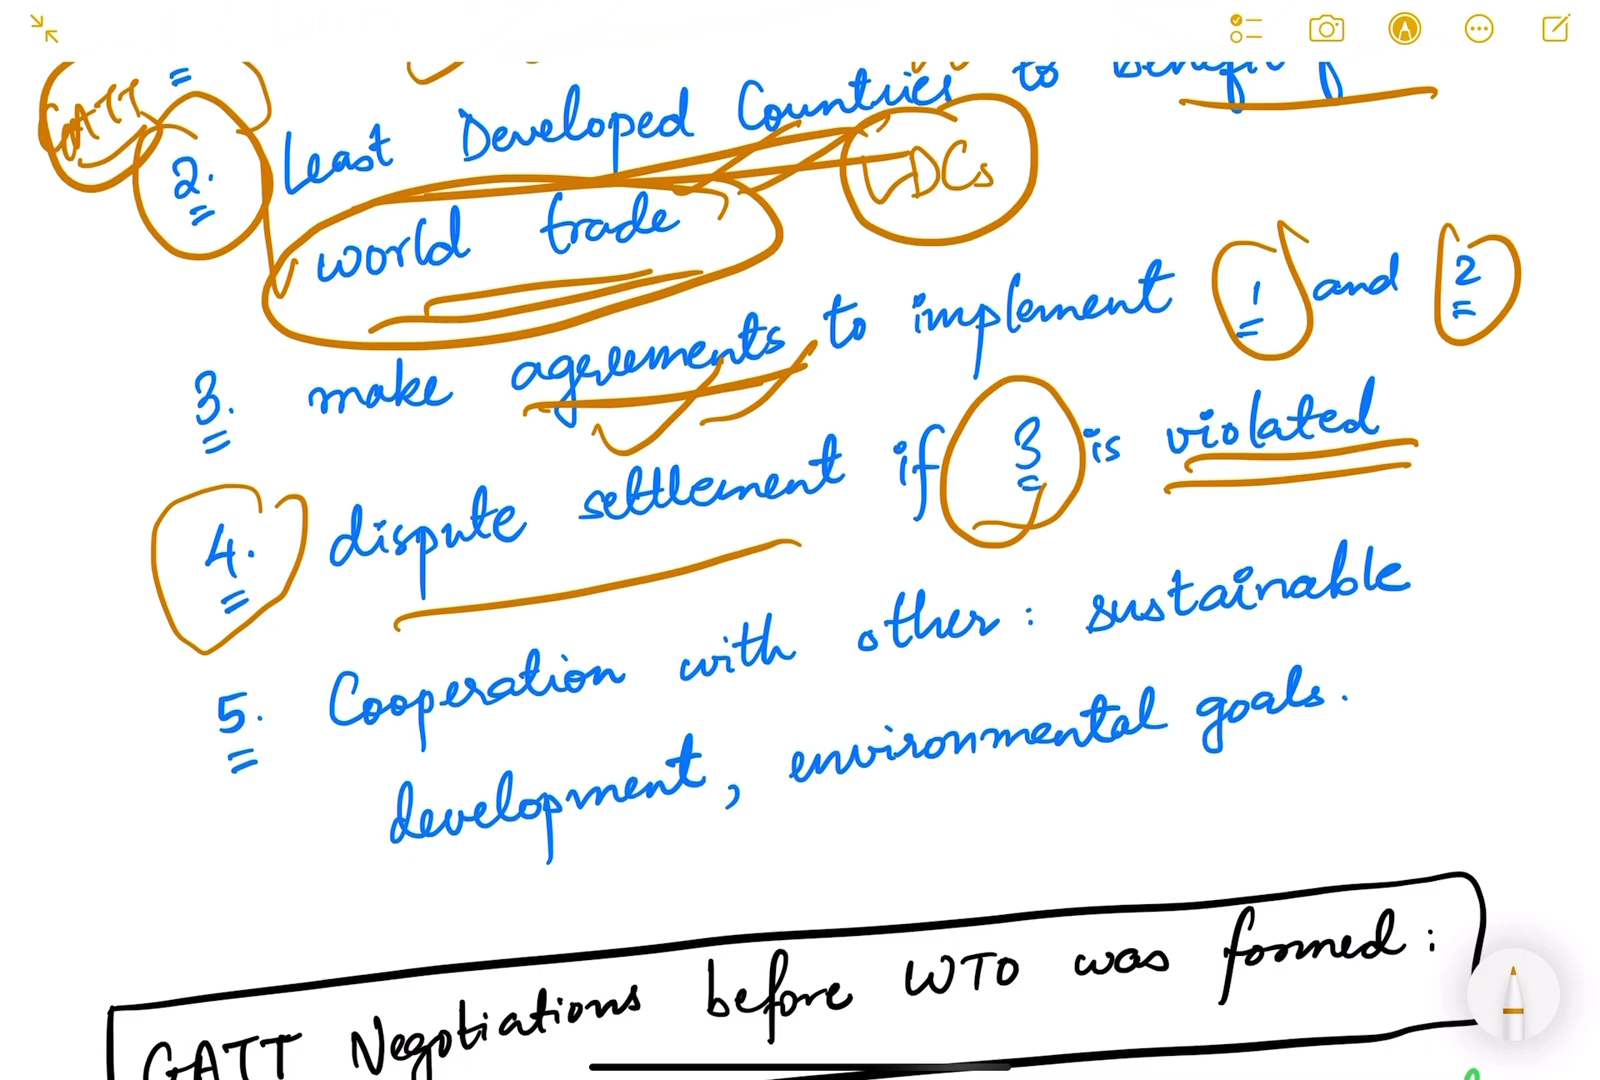 GATT
2. Least Developed Countries to benefit
world trade LDCs
3. make agreements to implement 1 and 2
4. dispute settlement if 3 is violated
5. Cooperation with other: sustainable
development, environmental goals.
GATT Negotiations before WTO was formed: